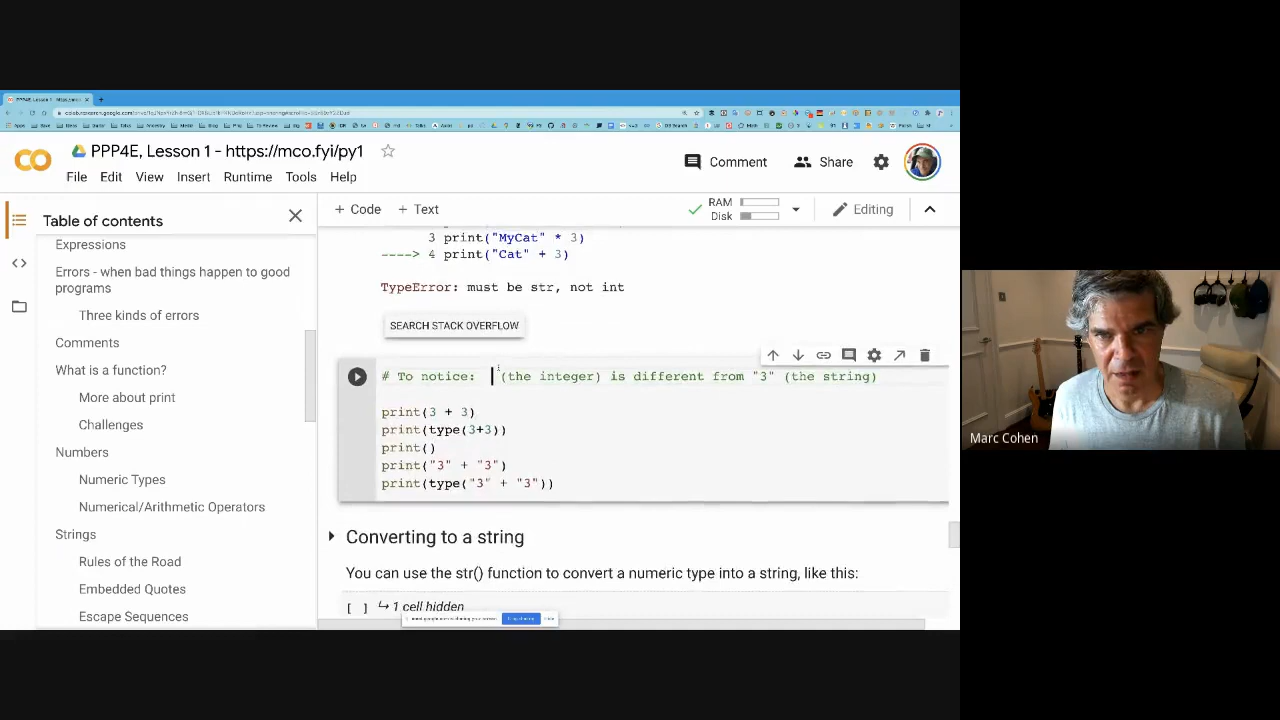 PPP4E, Lesson 1 - https://mco.fyi/py1
File Edit View Insert Runtime Tools Help
Comment
Share
Table of contents
Expressions
Errors - when bad things happen to good
programs
Three kinds of errors
Comments
What is a function?
More about print
Challenges
Numbers
Numeric Types
Numerical/Arithmetic Operators
Strings
Rules of the Road
Embedded Quotes
Escape Sequences
+ Code + Text
RAM
Disk
Editing
3 print("MyCat" * 3)
----> 4 print("Cat" + 3)
TypeError: must be str, not int
SEARCH STACK OVERFLOW
# To notice: (the integer) is different from "3" (the string)
print(3 + 3)
print(type(3+3))
print()
print("3" + "3")
print(type("3" + "3"))
Converting to a string
You can use the str() function to convert a numeric type into a string, like this:
[ ] ↳ 1 cell hidden
Marc Cohen